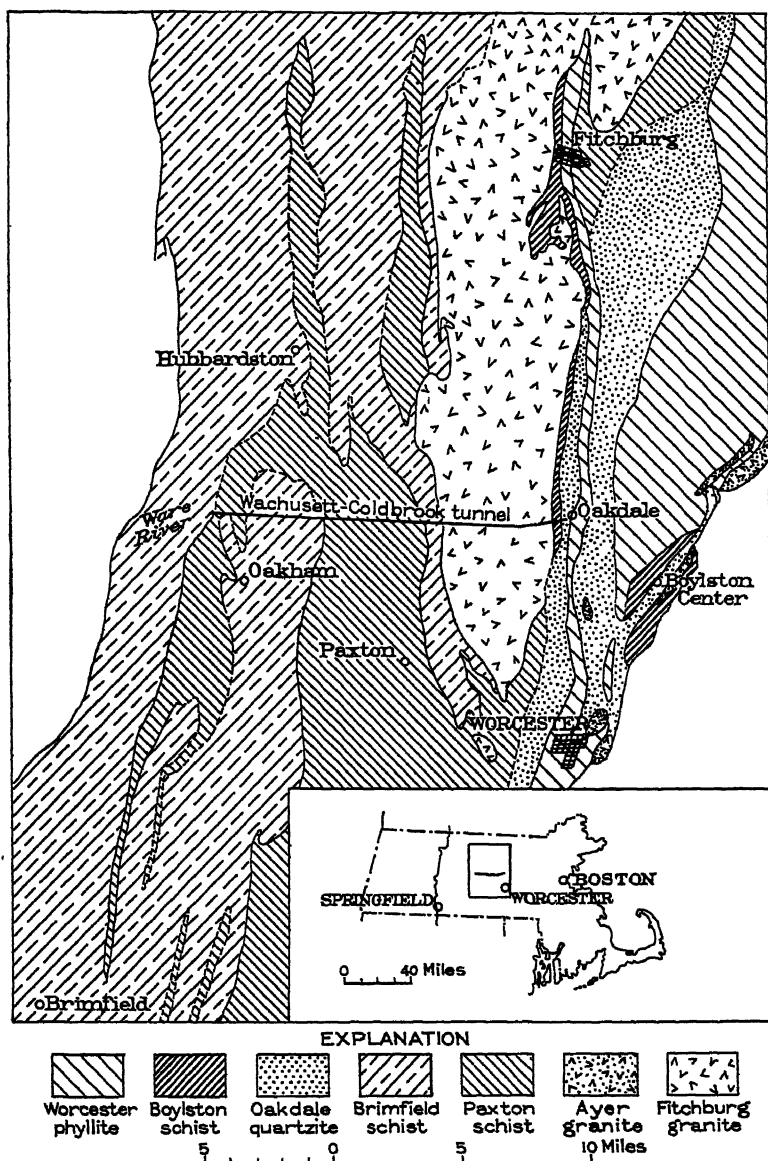 Fitchburg
Hubbardston
Ware
River
Wachusett-Coldbrook tunnel
Oakdale
Oakham
Boylston
Center
Paxton
WORCESTER
Brimfield
SPRINGFIELD
WORCESTER
BOSTON
0 40 Miles
EXPLANATION
Worcester
phyllite
Boylston
schist
Oakdale
quartzite
Brimfield
schist
Paxton
schist
Ayer
granite
Fitchburg
granite
5 0 5 10 Miles